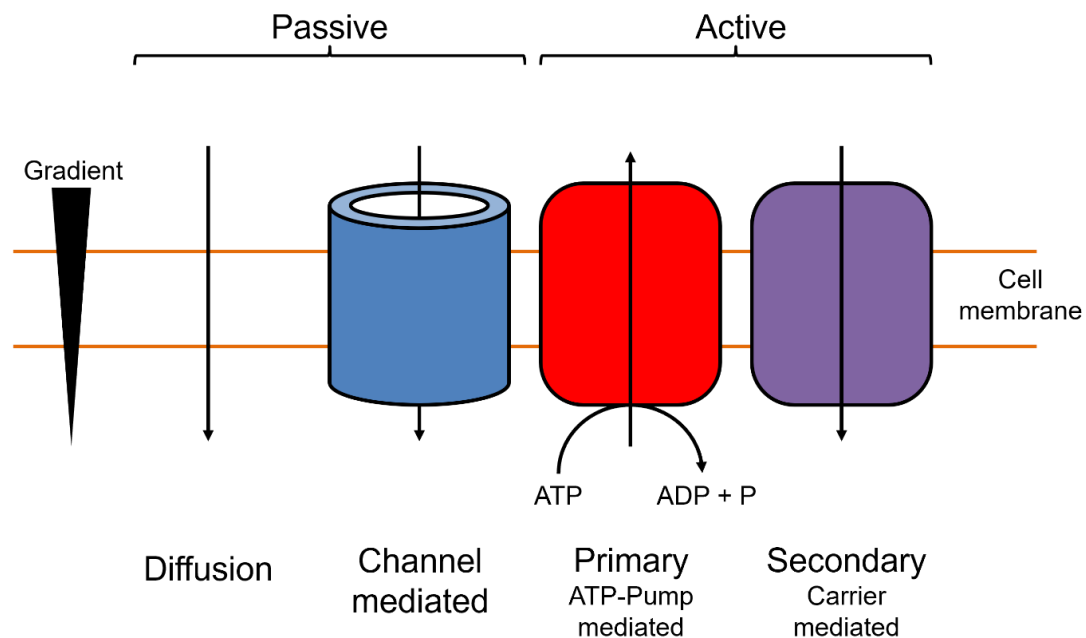 Passive
Active
Gradient
Cell
membrane
ATP
ADP + P
Diffusion
Channel
mediated
Primary
ATP-Pump
mediated
Secondary
Carrier
mediated